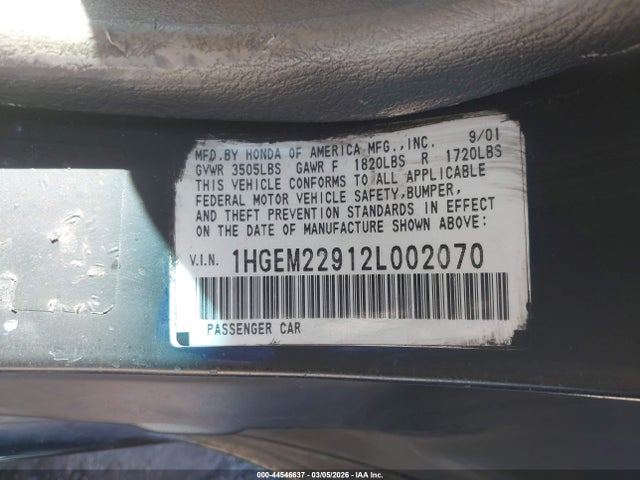 MFD.BY HONDA OF AMERICA MFG.,INC. 9/01
GVWR 3505LBS GAWR F 1820LBS R 1720LBS
THIS VEHICLE CONFORMS TO ALL APPLICABLE
FEDERAL MOTOR VEHICLE SAFETY,BUMPER,
AND THEFT PREVENTION STANDARDS IN EFFECT
ON THE DATE OF MANUFACTURE SHOWN ABOVE:
V.I.N. 1HGEM22912L002070
PASSENGER CAR
000-44546637 - 03/05/2026 - IAA Inc.